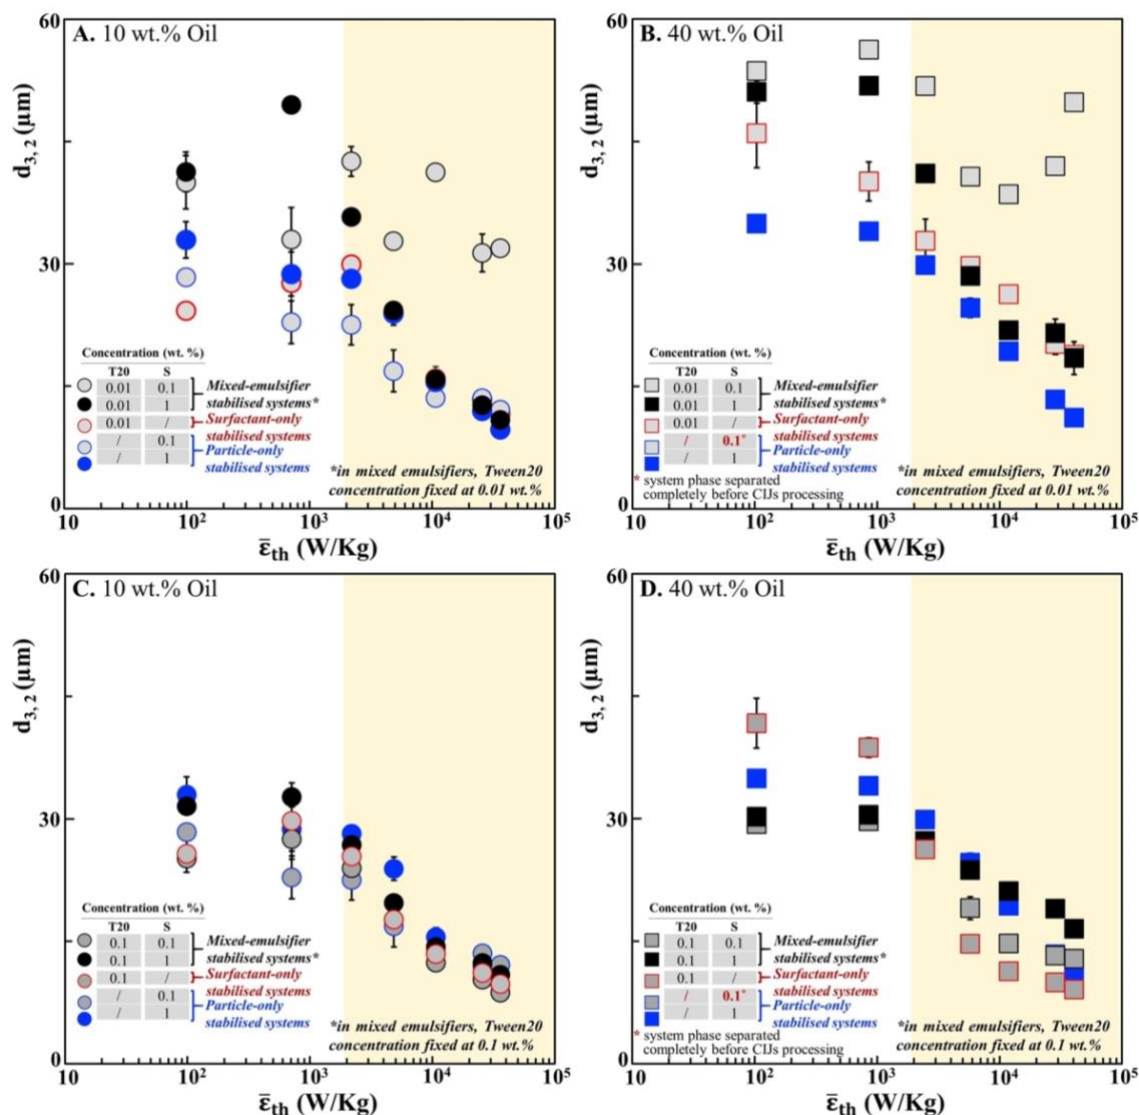 A. 10 wt.% Oil
60
30
0
d3, 2 (μm)
Concentration (wt. %)
T20 S
0.01 0.1 Mixed-emulsifier
0.01 1 stabilised systems*
0.01 / Surfactant-only
stabilised systems
/ 0.1 Particle-only
/ 1 stabilised systems
*in mixed emulsifiers, Tween20
concentration fixed at 0.01 wt.%
10 10² 10³ 10⁴ 10⁵
ε̅th (W/Kg)
B. 40 wt.% Oil
60
30
0
d3, 2 (μm)
Concentration (wt. %)
T20 S
0.01 0.1 Mixed-emulsifier
0.01 1 stabilised systems*
0.01 / Surfactant-only
stabilised systems
/ 0.1* Particle-only
/ 1 stabilised systems
* system phase separated
completely before CIJs processing
*in mixed emulsifiers, Tween20
concentration fixed at 0.01 wt.%
10 10² 10³ 10⁴ 10⁵
ε̅th (W/Kg)
C. 10 wt.% Oil
60
30
0
d3, 2 (μm)
Concentration (wt. %)
T20 S
0.1 0.1 Mixed-emulsifier
0.1 1 stabilised systems*
0.1 / Surfactant-only
stabilised systems
/ 0.1 Particle-only
/ 1 stabilised systems
*in mixed emulsifiers, Tween20
concentration fixed at 0.1 wt.%
10 10² 10³ 10⁴ 10⁵
ε̅th (W/Kg)
D. 40 wt.% Oil
60
30
0
d3, 2 (μm)
Concentration (wt. %)
T20 S
0.1 0.1 Mixed-emulsifier
0.1 1 stabilised systems*
0.1 / Surfactant-only
stabilised systems
/ 0.1* Particle-only
/ 1 stabilised systems
* system phase separated
completely before CIJs processing
*in mixed emulsifiers, Tween20
concentration fixed at 0.1 wt.%
10 10² 10³ 10⁴ 10⁵
ε̅th (W/Kg)